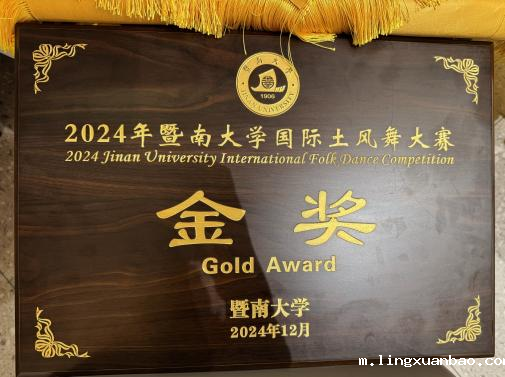 暨南大学
JINAN UNIVERSITY
1906
2024年暨南大学国际土风舞大赛
2024 Jinan University International Folk Dance Competition
金 奖
Gold Award
暨南大学
2024年12月
m.lingxuanbao.com